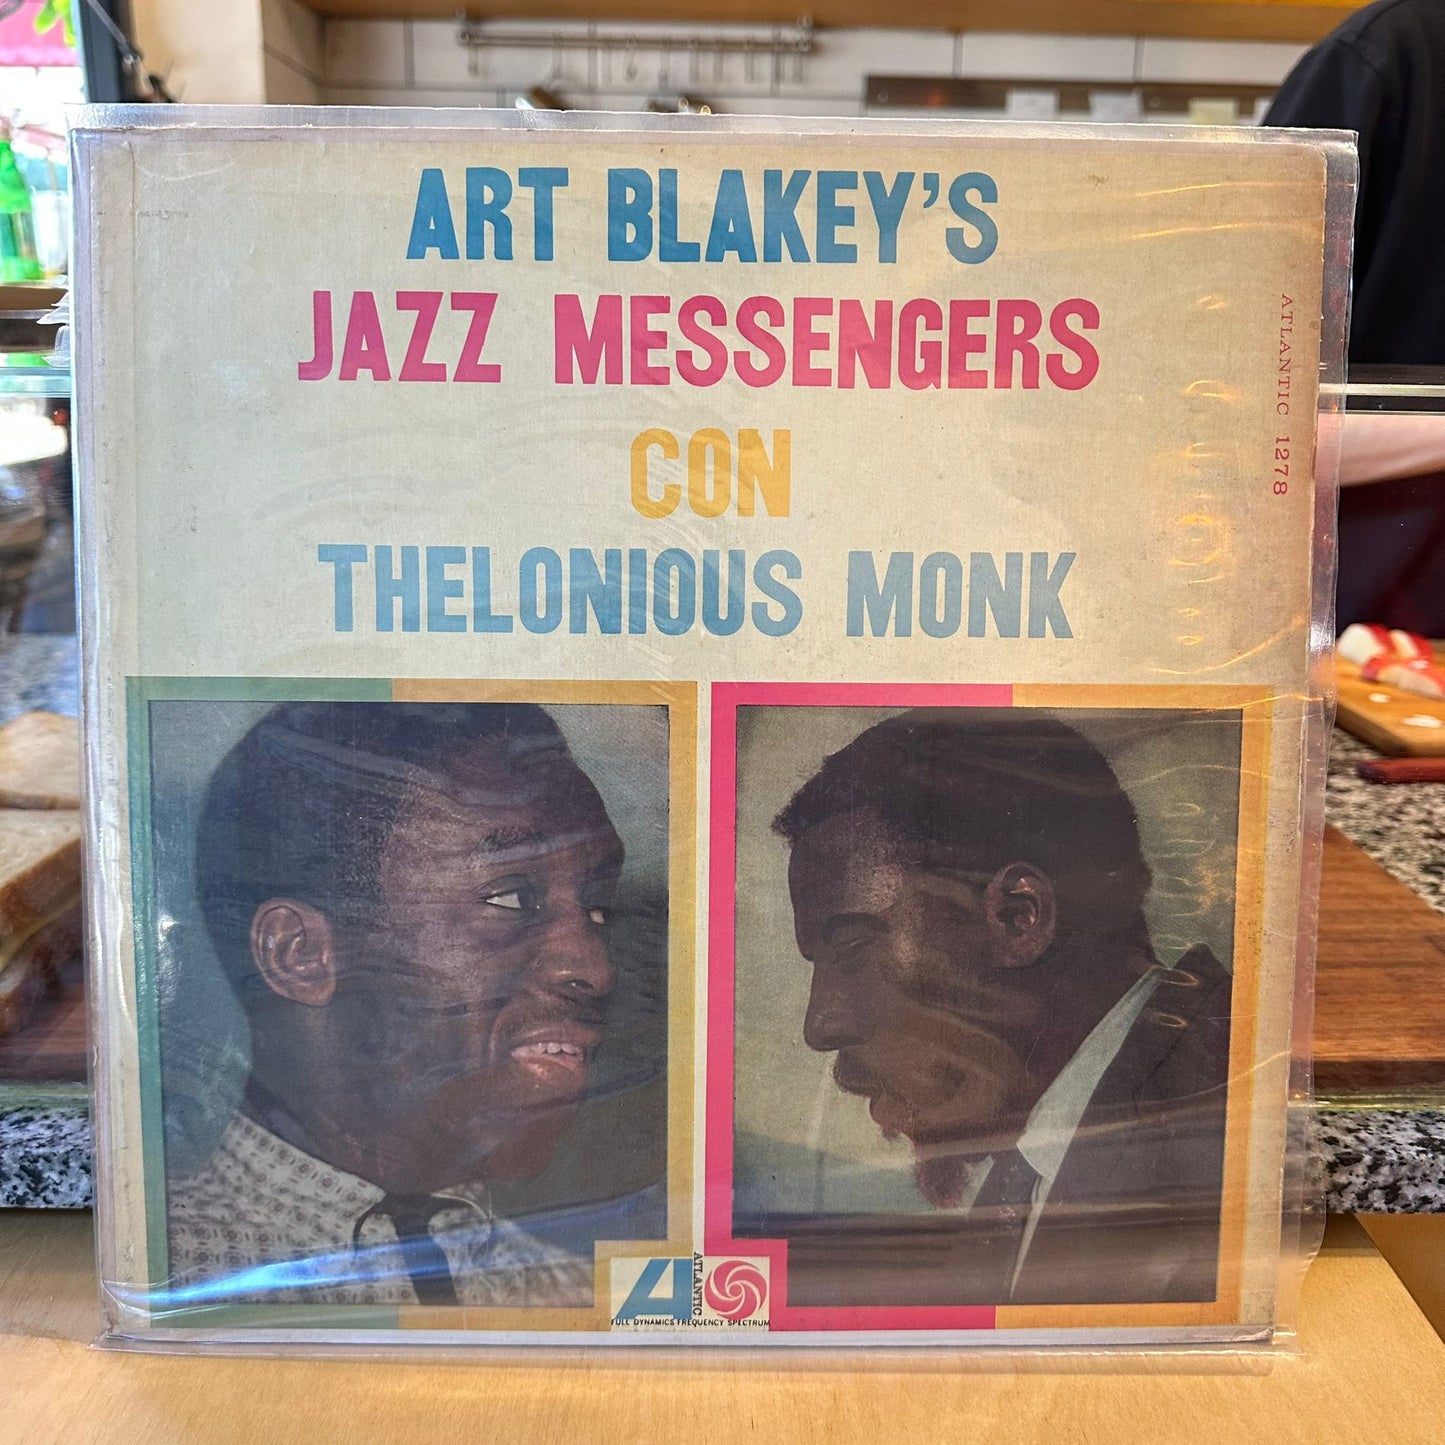 ART BLAKEY'S
JAZZ MESSENGERS
CON
THELONIOUS MONK
ATLANTIC 1278
ATLANTIC
FULL DYNAMICS FREQUENCY SPECTRUM